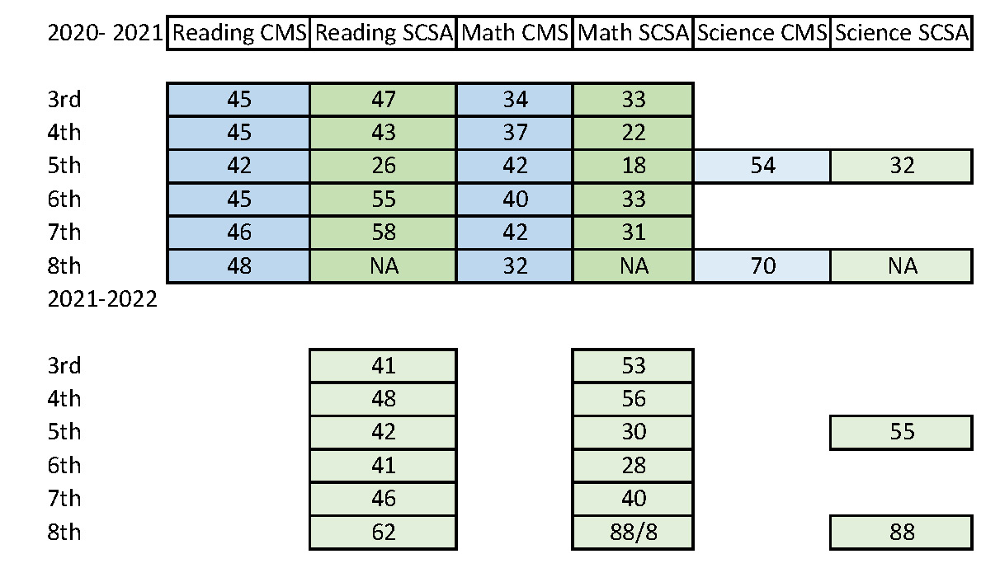 2020- 2021 Reading CMS Reading SCSA Math CMS Math SCSA Science CMS Science SCSA
3rd 45 47 34 33
4th 45 43 37 22
5th 42 26 42 18 54 32
6th 45 55 40 33
7th 46 58 42 31
8th 48 NA 32 NA 70 NA
2021-2022
3rd 41 53
4th 48 56
5th 42 30 55
6th 41 28
7th 46 40
8th 62 88/8 88